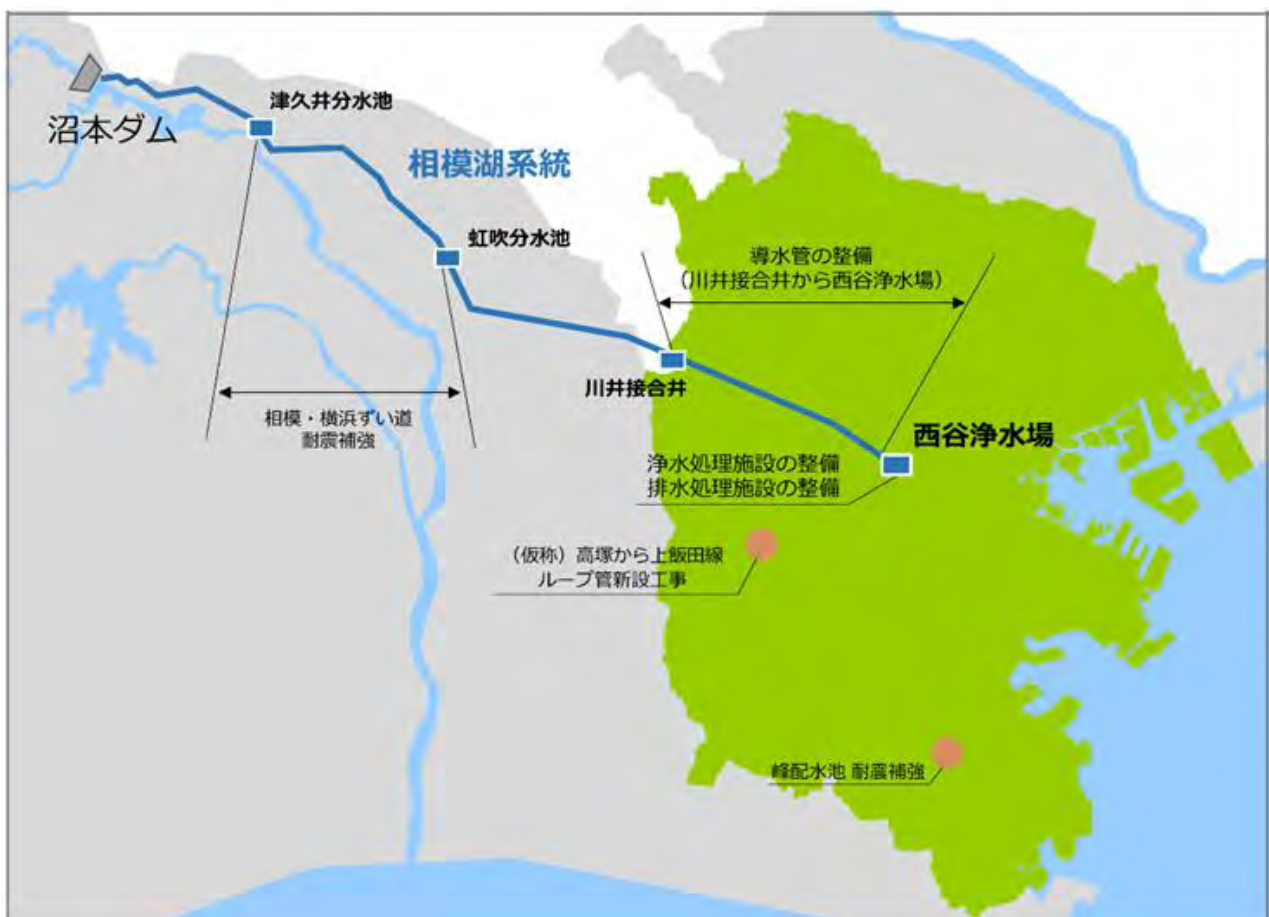 津久井分水池
沼本ダム
相模湖系統
虹吹分水池
導水管の整備
(川井接合井から西谷浄水場)
川井接合井
相模・横浜ずい道
耐震補強
西谷浄水場
浄水処理施設の整備
排水処理施設の整備
(仮称)高塚から上飯田線
ループ管新設工事
峰配水池 耐震補強